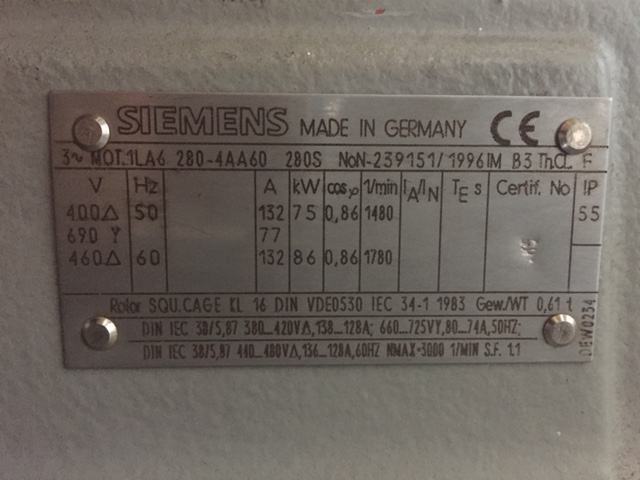 SIEMENS MADE IN GERMANY CE
3~ MOT. 1LA6 280-4AA60 280S NoN-239151/1996 IM B3 Th.CL. F
V Hz A kW cosφ 1/min IA/IN TE s Certif. No IP
400Δ 50 132 75 0,86 1480 55
690 Y 77
460Δ 60 132 86 0,86 1780
Rotor SQU.CAGE KL 16 DIN VDE0530 IEC 34-1 1983 Gew./WT 0,61 t
DIN IEC 38/5,87 380-420VΔ,138-128A; 660-725VY,80-74A,50HZ;
DIN IEC 38/5,87 440-480VΔ,136-128A,60HZ NMAX=3000 1/MIN S.F. 1.1
DEW0234